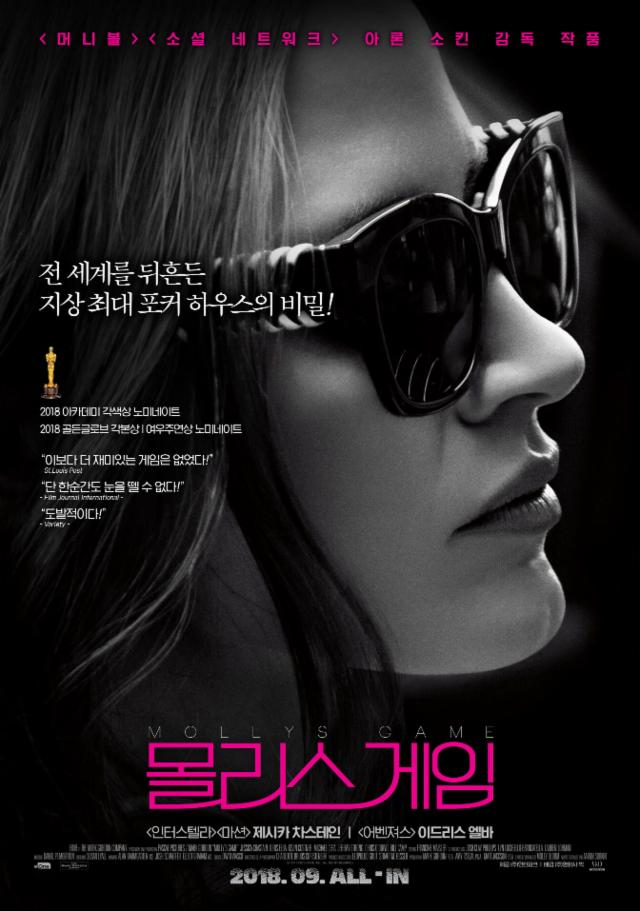 <머니볼><소셜 네트워크> 아론 소킨 감독 작품
전 세계를 뒤흔든
지상 최대 포커 하우스의 비밀!
2018 아카데미 각색상 노미네이트
2018 골든글로브 각본상 | 여우주연상 노미네이트
“이보다 더 재미있는 게임은 없었다!”
St.Louis Post
“단 한순간도 눈을 뗄 수 없다!”
- Film Journal International -
“도발적이다!”
- Variety -
MOLLYS GAME
몰리스 게임
<인터스텔라><마션> 제시카 차스테인 | <어벤져스> 이드리스 엘바
2018. 09. ALL-IN